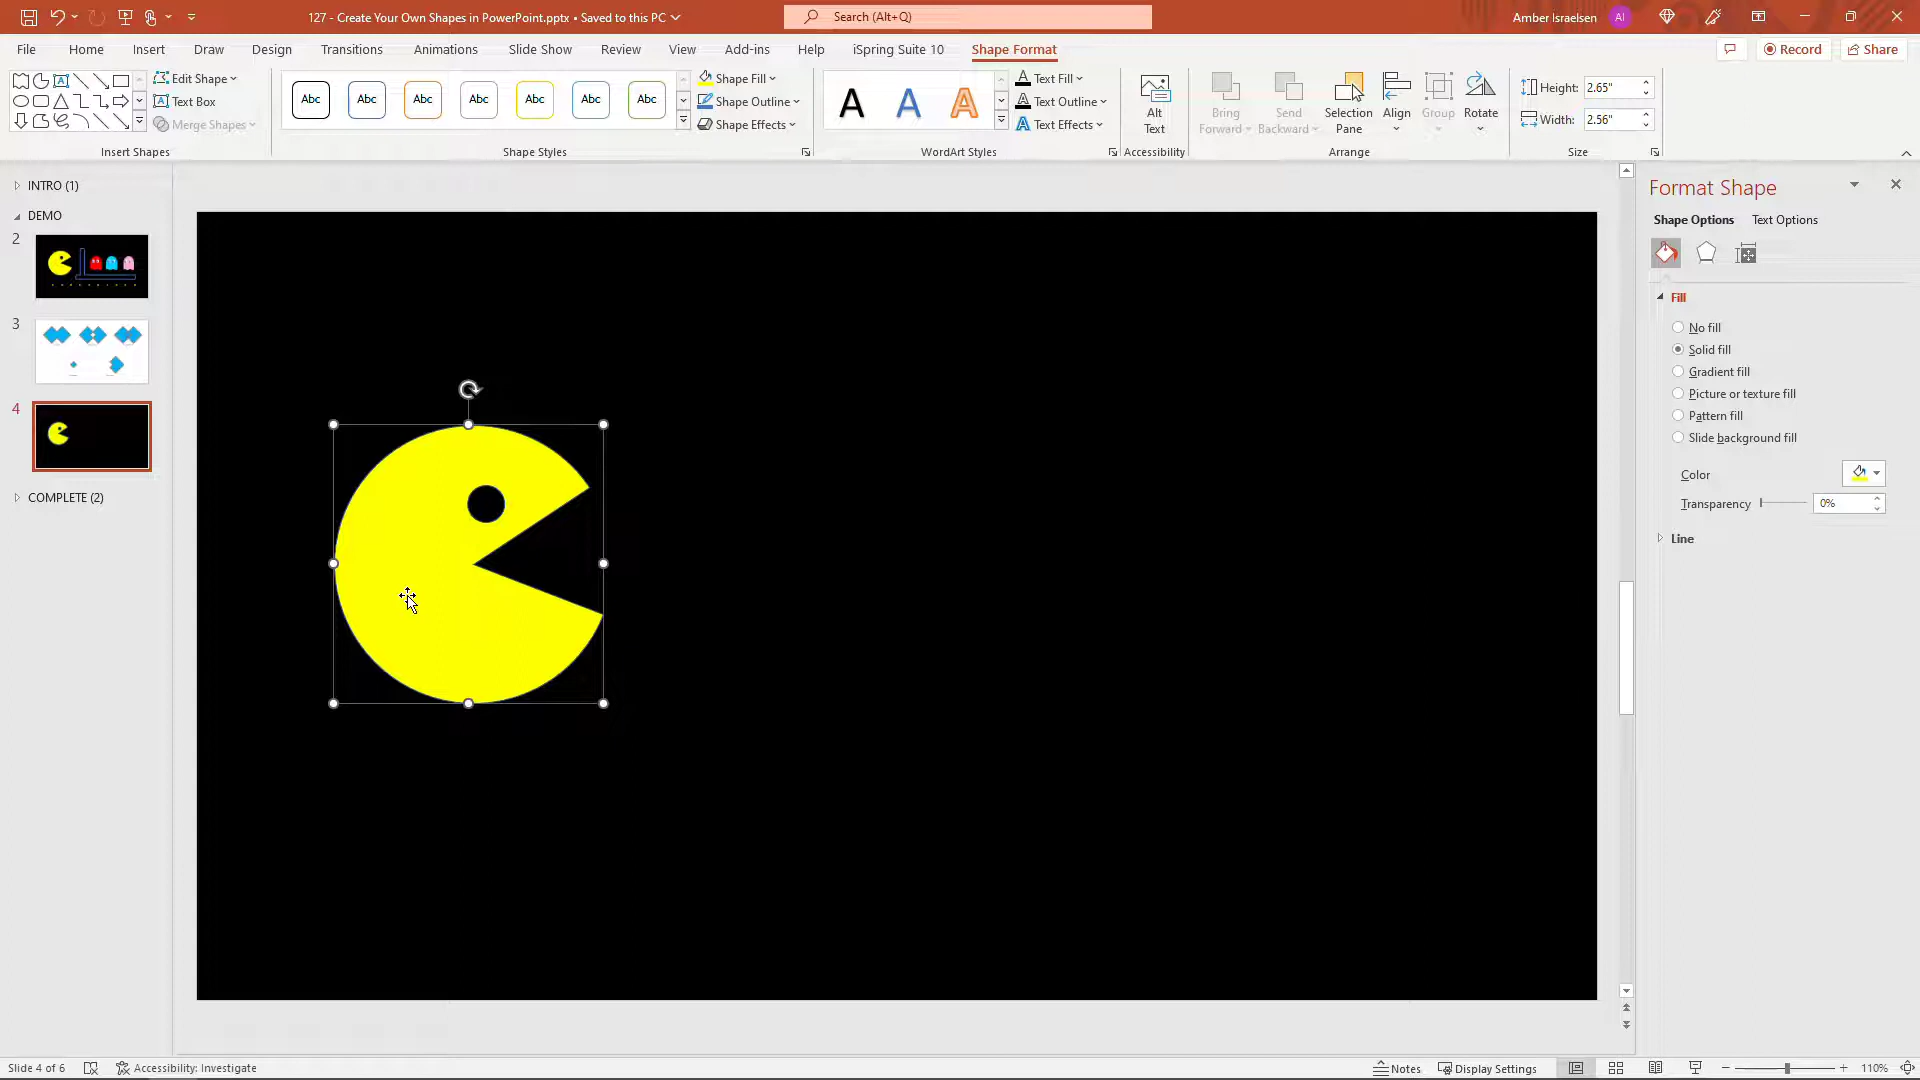 127 - Create Your Own Shapes in PowerPoint.pptx • Saved to this PC
Search (Alt+Q)
Amber Israelsen
AI
File Home Insert Draw Design Transitions Animations Slide Show Review View Add-ins Help iSpring Suite 10 Shape Format
Record
Share
Edit Shape
Text Box
Merge Shapes
Insert Shapes
Abc Abc Abc Abc Abc Abc Abc
Shape Fill
Shape Outline
Shape Effects
Shape Styles
A A A
Text Fill
Text Outline
Text Effects
WordArt Styles
Alt
Text
Accessibility
Bring
Forward
Send
Backward
Selection
Pane
Align
Group
Rotate
Arrange
Height: 2.65"
Width: 2.56"
Size
INTRO (1)
DEMO
2
3
4
COMPLETE (2)
Format Shape
Shape Options Text Options
Fill
No fill
Solid fill
Gradient fill
Picture or texture fill
Pattern fill
Slide background fill
Color
Transparency 0%
Line
Slide 4 of 6
Accessibility: Investigate
Notes
Display Settings
110%